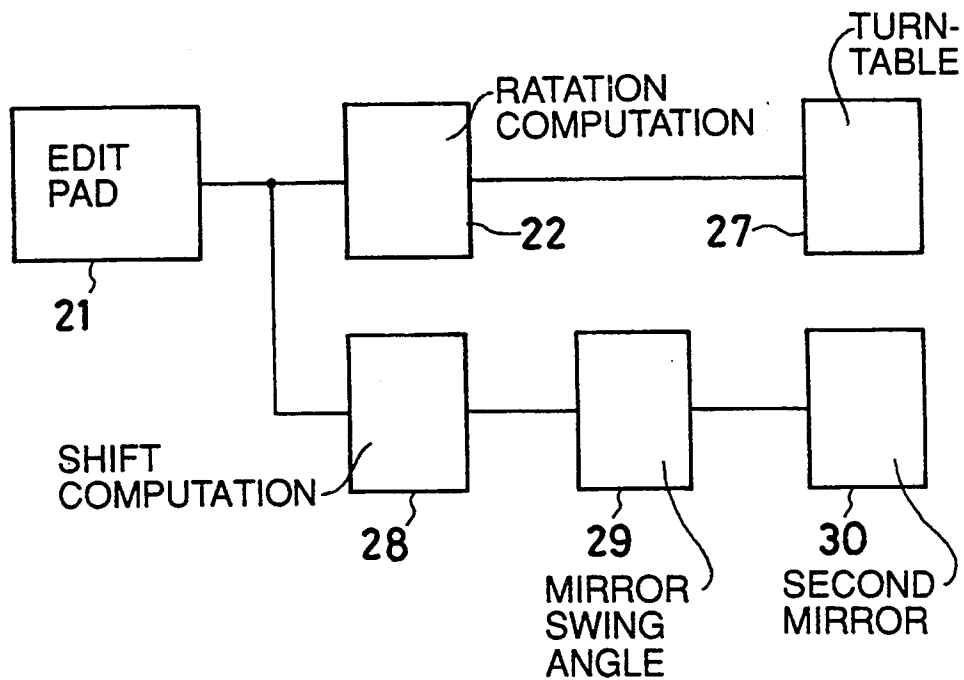 TURN-
TABLE
RATATiON
COMPUTATION
EDIT
PAD
22
27
21
SHIFT
COMPUTATION
28
29
30
MIRROR
SWING
ANGLE
SECOND
MIRROR